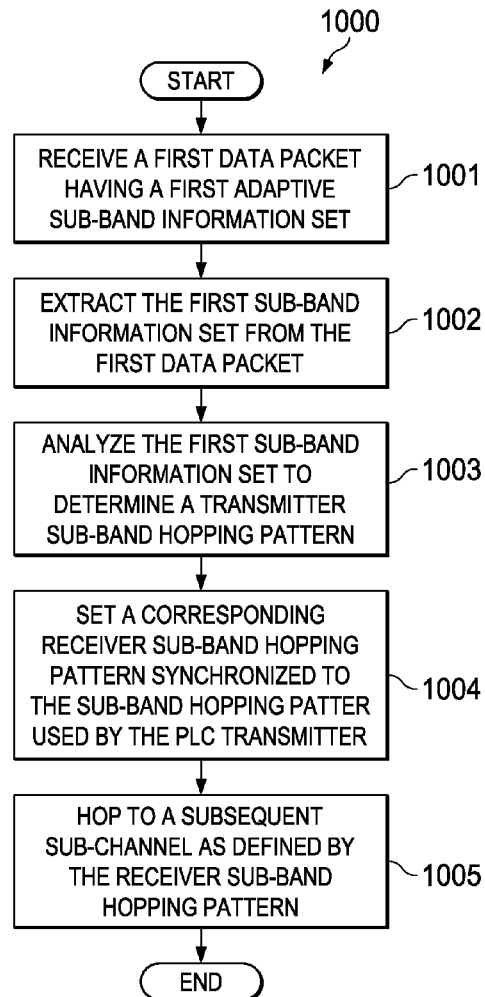 1000
START
RECEIVE A FIRST DATA PACKET
HAVING A FIRST ADAPTIVE
SUB-BAND INFORMATION SET
1001
EXTRACT THE FIRST SUB-BAND
INFORMATION SET FROM THE
FIRST DATA PACKET
1002
ANALYZE THE FIRST SUB-BAND
INFORMATION SET TO
DETERMINE A TRANSMITTER
SUB-BAND HOPPING PATTERN
1003
SET A CORRESPONDING
RECEIVER SUB-BAND HOPPING
PATTERN SYNCHRONIZED TO
THE SUB-BAND HOPPING PATTER
USED BY THE PLC TRANSMITTER
1004
HOP TO A SUBSEQUENT
SUB-CHANNEL AS DEFINED BY
THE RECEIVER SUB-BAND
HOPPING PATTERN
1005
END